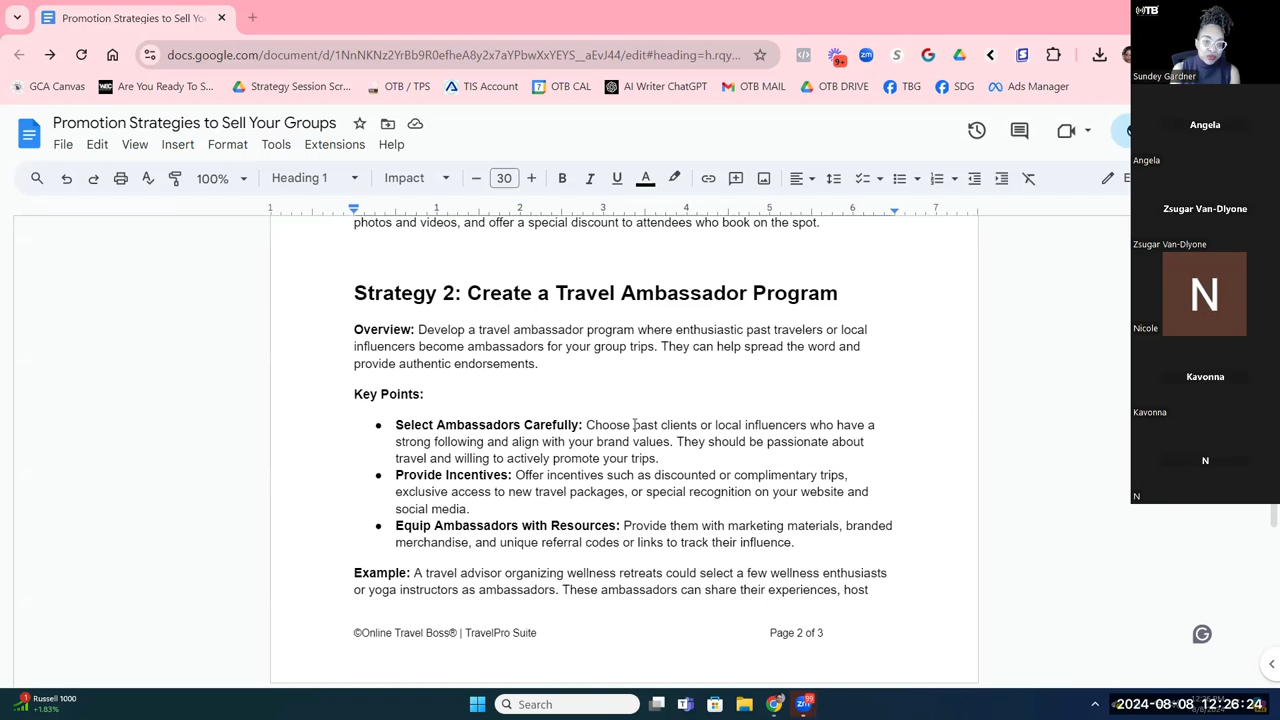 Promotion Strategies to Sell Yo
docs.google.com/document/d/1NnNKNz2YrBb9R0efheA8y2x7aYPDwXxYEYS__aEvJ44/edit#heading=h.rqy...
9+
GCA Canvas
Are You Ready To S...
Strategy Session Scr...
OTB / TPS
TIS account
OTB CAL
AI Writer ChatGPT
OTB MAIL
OTB DRIVE
TBG
SDG
Ads Manager
Promotion Strategies to Sell Your Groups
File Edit View Insert Format Tools Extensions Help
100% Heading 1 Impact 30 B I U A
1 1 2 3 4 5 6 7
photos and videos, and offer a special discount to attendees who book on the spot.
Strategy 2: Create a Travel Ambassador Program
Overview: Develop a travel ambassador program where enthusiastic past travelers or local
influencers become ambassadors for your group trips. They can help spread the word and
provide authentic endorsements.
Key Points:
● Select Ambassadors Carefully: Choose past clients or local influencers who have a
strong following and align with your brand values. They should be passionate about
travel and willing to actively promote your trips.
● Provide Incentives: Offer incentives such as discounted or complimentary trips,
exclusive access to new travel packages, or special recognition on your website and
social media.
● Equip Ambassadors with Resources: Provide them with marketing materials, branded
merchandise, and unique referral codes or links to track their influence.
Example: A travel advisor organizing wellness retreats could select a few wellness enthusiasts
or yoga instructors as ambassadors. These ambassadors can share their experiences, host
©Online Travel Boss® | TravelPro Suite
Page 2 of 3
OTB
Sundey Gardner
Angela
Angela
Zsugar Van-Dlyone
Zsugar Van-Dlyone
N
Nicole
Kavonna
Kavonna
N
N
Russell 1000
+1.83%
Search
2024-08-08 12:26:24